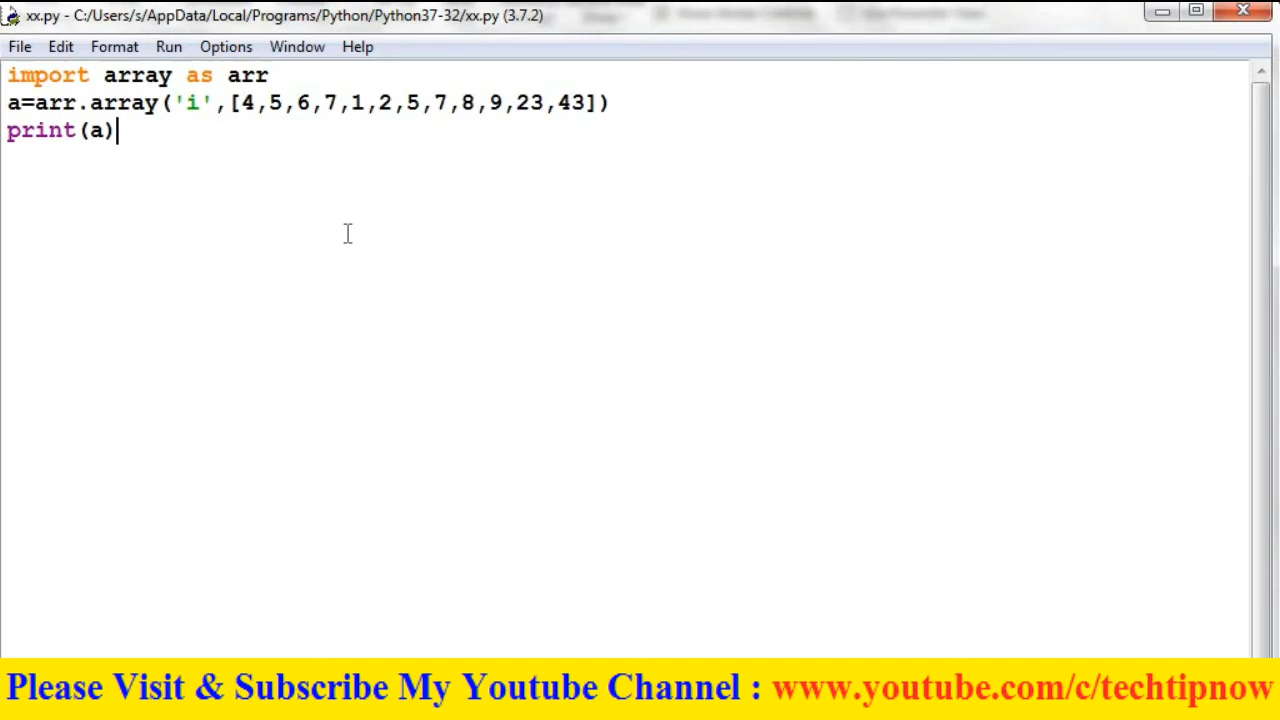 xx.py - C:/Users/s/AppData/Local/Programs/Python/Python37-32/xx.py (3.7.2)
File Edit Format Run Options Window Help
import array as arr
a=arr.array('i',[4,5,6,7,1,2,5,7,8,9,23,43])
print(a)
Please Visit & Subscribe My Youtube Channel : www.youtube.com/c/techtipnow